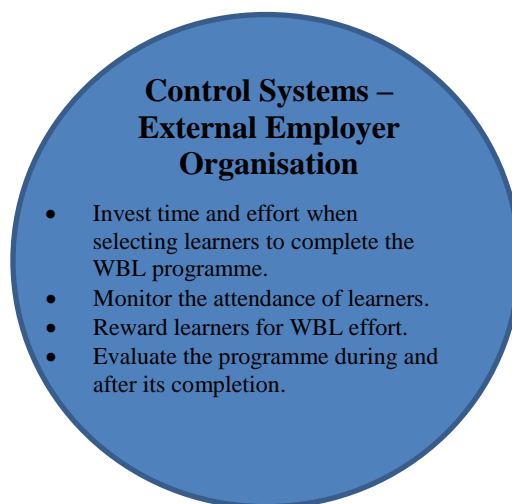 Control Systems –
External Employer
Organisation
• Invest time and effort when
selecting learners to complete the
WBL programme.
• Monitor the attendance of learners.
• Reward learners for WBL effort.
• Evaluate the programme during and
after its completion.